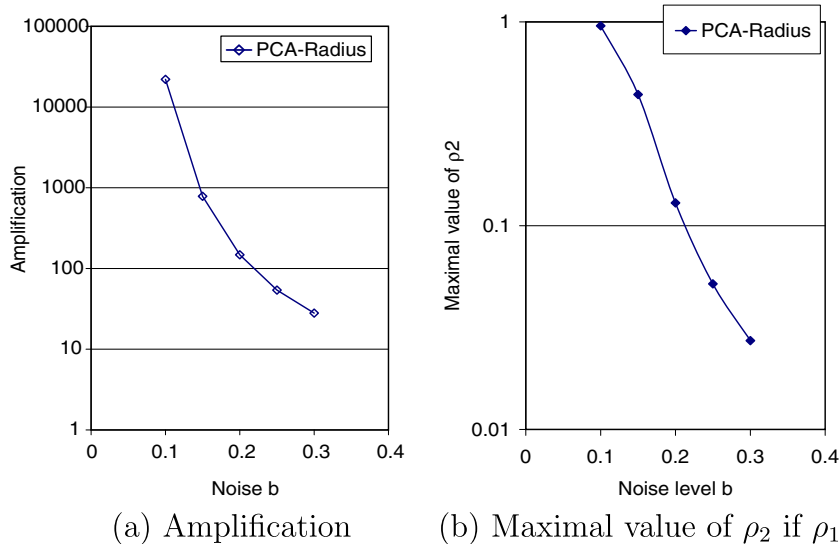 PCA-Radius
100000
10000
1000
100
10
1
0 0.1 0.2 0.3 0.4
Amplification
Noise b
(a) Amplification
PCA-Radius
1
0.1
0.01
0 0.1 0.2 0.3 0.4
Maximal value of ρ2
Noise level b
(b) Maximal value of ρ₂ if ρ₁